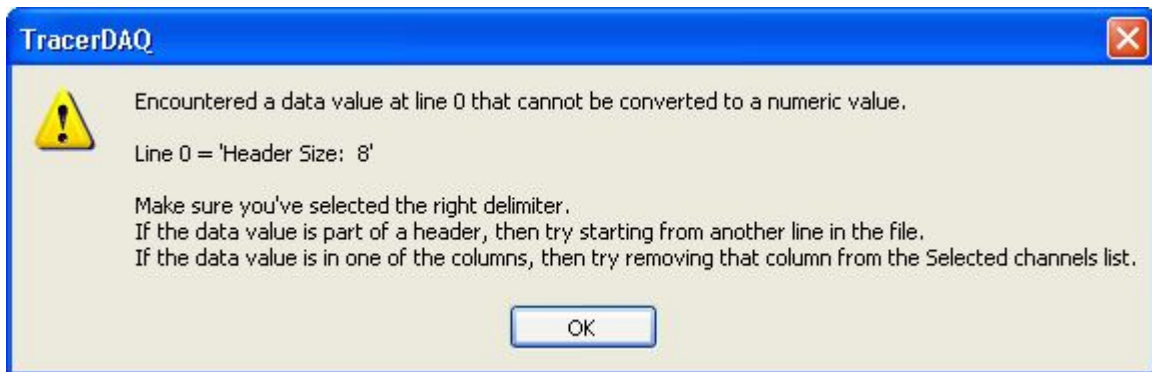 TracerDAQ
Encountered a data value at line 0 that cannot be converted to a numeric value.
Line 0 = 'Header Size:  8'
Make sure you've selected the right delimiter.
If the data value is part of a header, then try starting from another line in the file.
If the data value is in one of the columns, then try removing that column from the Selected channels list.
OK